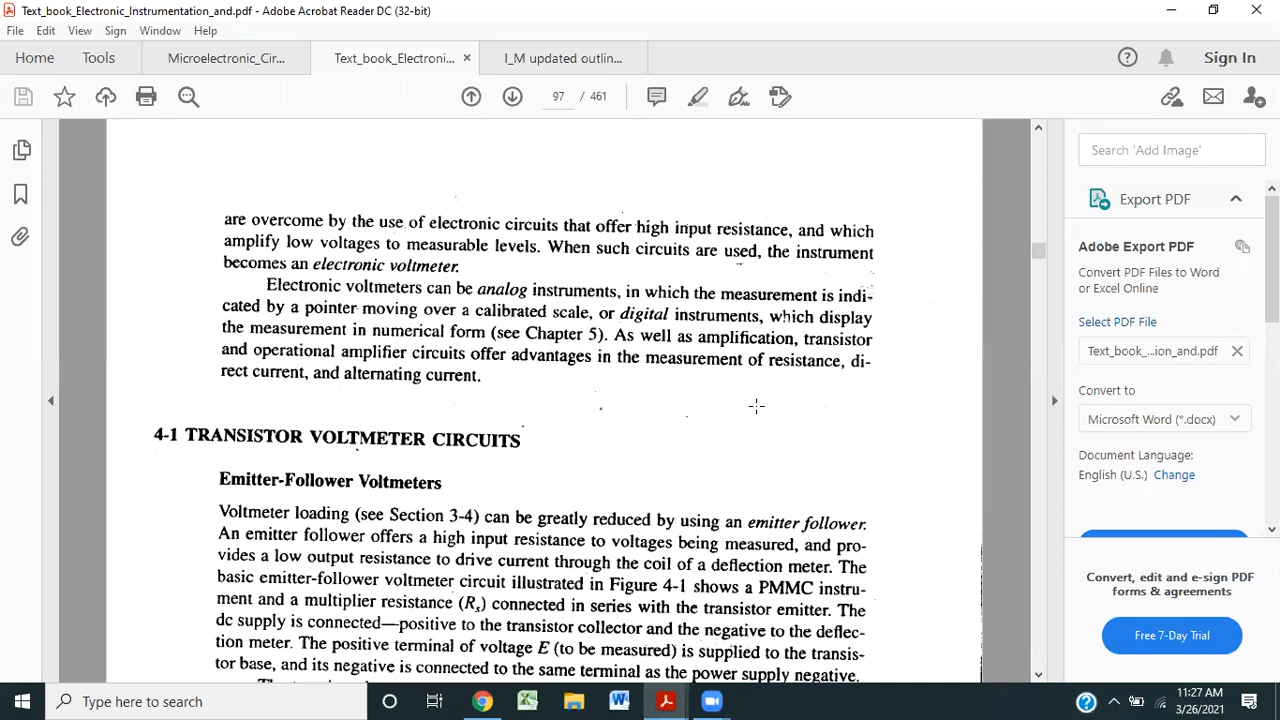 Text_book_Electronic_Instrumentation_and.pdf - Adobe Acrobat Reader DC (32-bit)
File Edit View Sign Window Help
Home Tools Microelectronic_Cir... Text_book_Electroni... I_M updated outlin... Sign In
97 / 461
are overcome by the use of electronic circuits that offer high input resistance, and which
amplify low voltages to measurable levels. When such circuits are used, the instrument
becomes an electronic voltmeter.
Electronic voltmeters can be analog instruments, in which the measurement is indi-
cated by a pointer moving over a calibrated scale, or digital instruments, which display
the measurement in numerical form (see Chapter 5). As well as amplification, transistor
and operational amplifier circuits offer advantages in the measurement of resistance, di-
rect current, and alternating current.
4-1 TRANSISTOR VOLTMETER CIRCUITS
Emitter-Follower Voltmeters
Voltmeter loading (see Section 3-4) can be greatly reduced by using an emitter follower.
An emitter follower offers a high input resistance to voltages being measured, and pro-
vides a low output resistance to drive current through the coil of a deflection meter. The
basic emitter-follower voltmeter circuit illustrated in Figure 4-1 shows a PMMC instru-
ment and a multiplier resistance (Rs) connected in series with the transistor emitter. The
dc supply is connected—positive to the transistor collector and the negative to the deflec-
tion meter. The positive terminal of voltage E (to be measured) is supplied to the transis-
tor base, and its negative is connected to the same terminal as the power supply negative.
Search 'Add Image'
Export PDF
Adobe Export PDF
Convert PDF Files to Word
or Excel Online
Select PDF File
Text_book_...ion_and.pdf
Convert to
Microsoft Word (*.docx)
Document Language:
English (U.S.) Change
Convert, edit and e-sign PDF
forms & agreements
Free 7-Day Trial
Type here to search
11:27 AM
3/26/2021